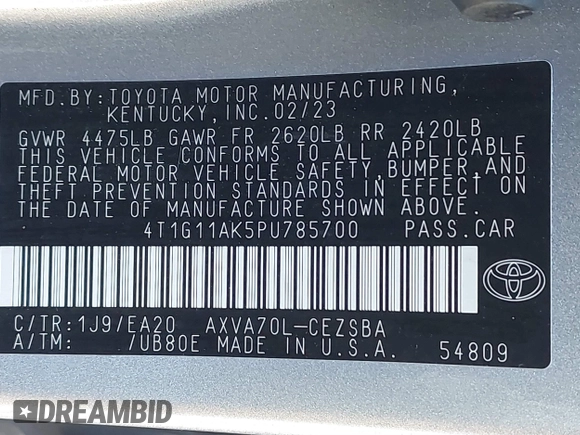 MFD. BY: TOYOTA MOTOR MANUFACTURING,
KENTUCKY, INC. 02/23
GVWR 4475LB GAWR FR 2620LB RR 2420LB
THIS VEHICLE CONFORMS TO ALL APPLICABLE
FEDERAL MOTOR VEHICLE SAFETY, BUMPER, AND
THEFT PREVENTION STANDARDS IN EFFECT ON
THE DATE OF MANUFACTURE SHOWN ABOVE.
4T1G11AK5PU785700 PASS. CAR
C/TR: 1J9/EA20 AXVA70L-CEZSBA
A/TM: /UB80E MADE IN U.S.A. 54809
DREAMBID